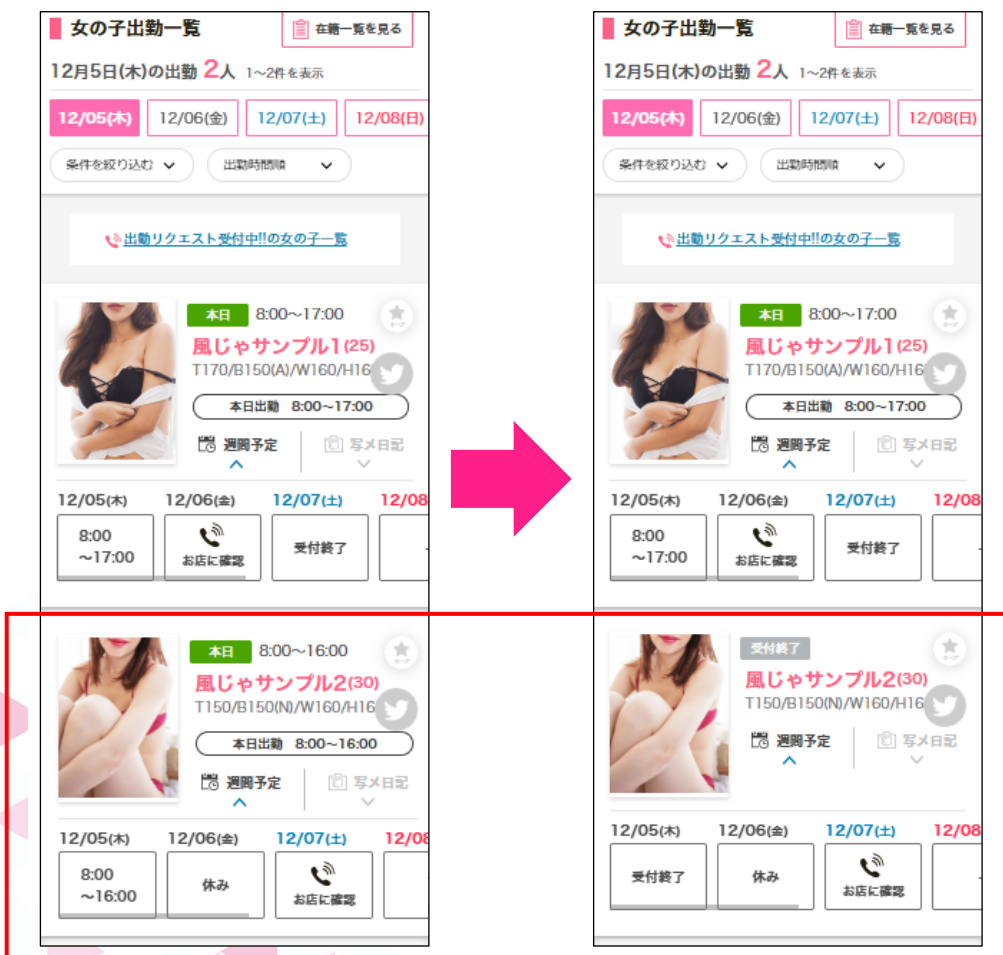 女の子出勤一覧
在籍一覧を見る
12月5日(木)の出勤 2人 1~2件を表示
12/05(木) 12/06(金) 12/07(土) 12/08(日)
条件を絞り込む 出勤時間順
出勤リクエスト受付中!!の女の子一覧
本日 8:00~17:00
風じゃサンプル1(25)
T170/B150(A)/W160/H16
本日出勤 8:00~17:00
週間予定 写メ日記
12/05(木) 12/06(金) 12/07(土) 12/08
8:00
~17:00
お店に確認
受付終了
本日 8:00~16:00
風じゃサンプル2(30)
T150/B150(N)/W160/H16
本日出勤 8:00~16:00
週間予定 写メ日記
12/05(木) 12/06(金) 12/07(土) 12/08
8:00
~16:00
休み
お店に確認
女の子出勤一覧
在籍一覧を見る
12月5日(木)の出勤 2人 1~2件を表示
12/05(木) 12/06(金) 12/07(土) 12/08(日)
条件を絞り込む 出勤時間順
出勤リクエスト受付中!!の女の子一覧
本日 8:00~17:00
風じゃサンプル1(25)
T170/B150(A)/W160/H16
本日出勤 8:00~17:00
週間予定 写メ日記
12/05(木) 12/06(金) 12/07(土) 12/08
8:00
~17:00
お店に確認
受付終了
受付終了
風じゃサンプル2(30)
T150/B150(N)/W160/H16
週間予定 写メ日記
12/05(木) 12/06(金) 12/07(土) 12/08
受付終了
休み
お店に確認